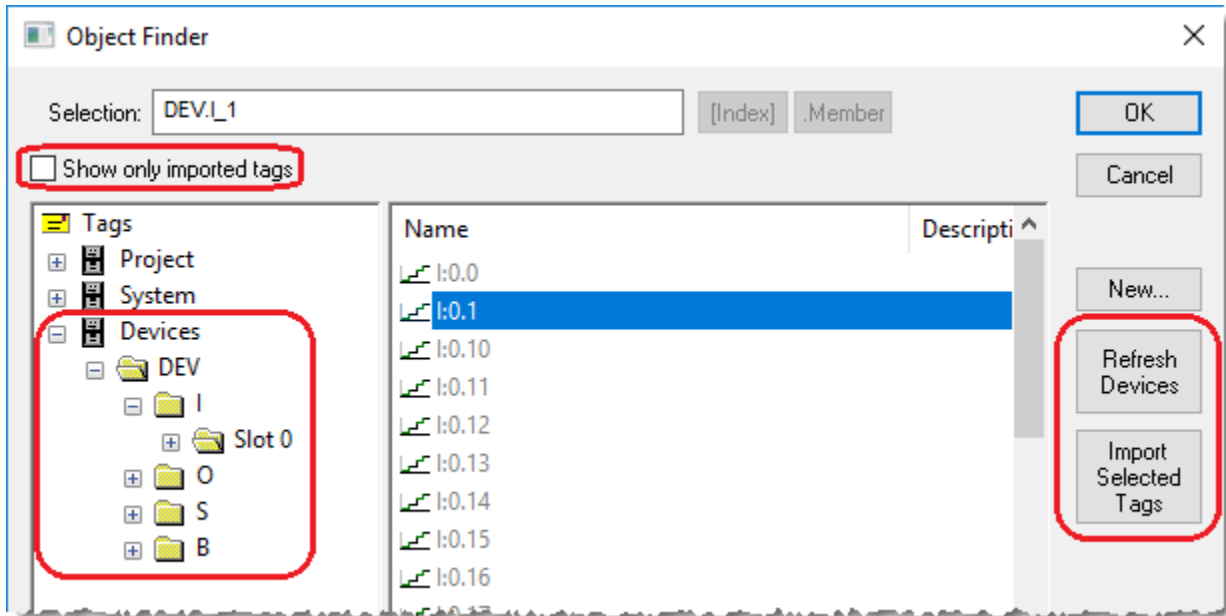 Object Finder
Selection: DEV.I_1 [Index] .Member OK
Show only imported tags
Cancel
Tags
Project
System
Devices
DEV
I
Slot 0
O
S
B
Name Descripti
I:0.0
I:0.1
I:0.10
I:0.11
I:0.12
I:0.13
I:0.14
I:0.15
I:0.16
New...
Refresh
Devices
Import
Selected
Tags